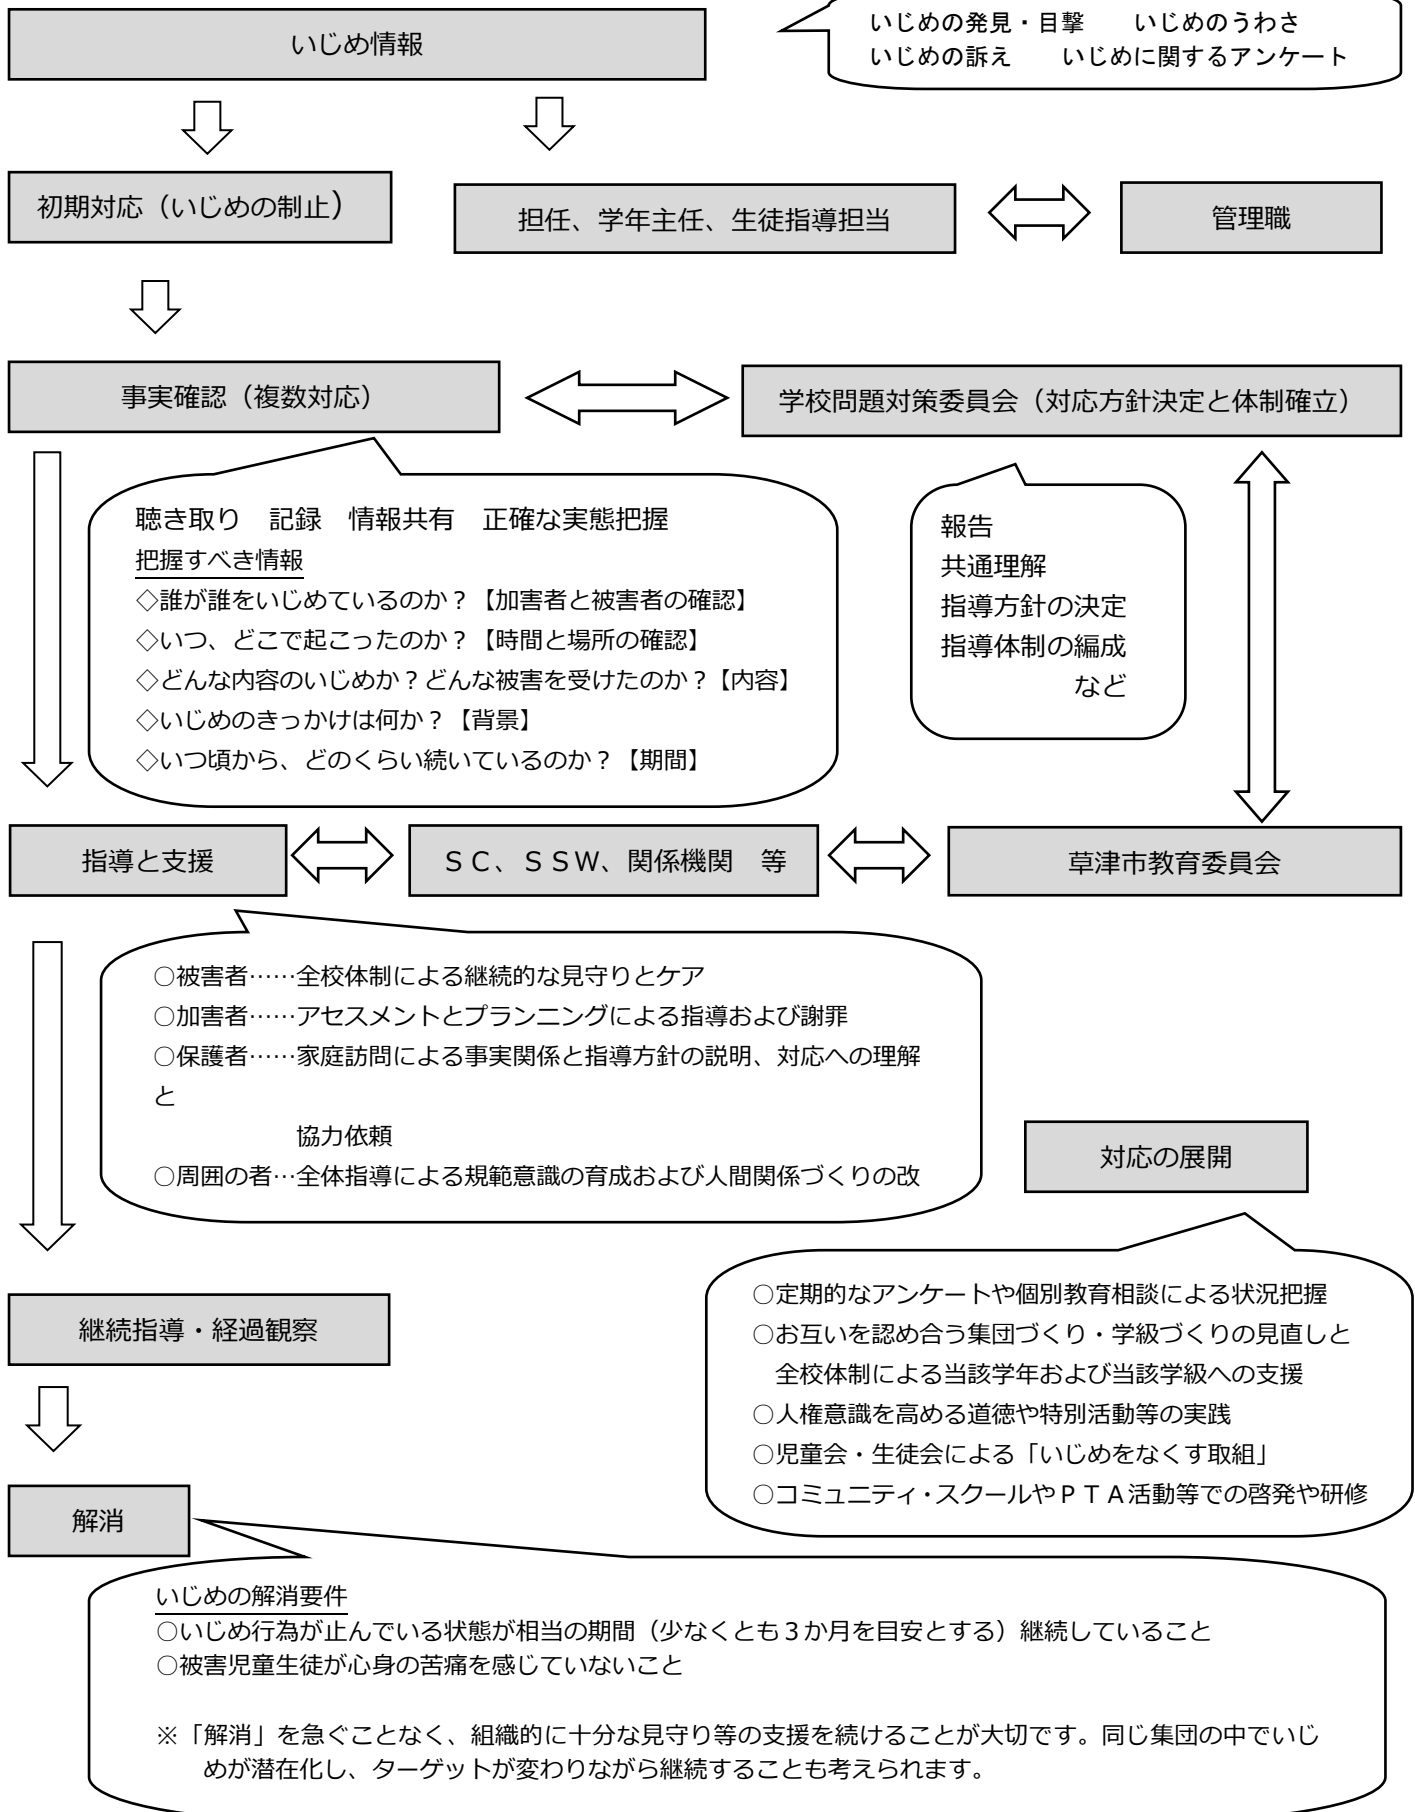 いじめ情報
いじめの発見・目撃　　いじめのうわさ
いじめの訴え　　いじめに関するアンケート
初期対応（いじめの制止）
担任、学年主任、生徒指導担当
管理職
事実確認（複数対応）
学校問題対策委員会（対応方針決定と体制確立）
聴き取り　記録　情報共有　正確な実態把握
把握すべき情報
◇誰が誰をいじめているのか？【加害者と被害者の確認】
◇いつ、どこで起こったのか？【時間と場所の確認】
◇どんな内容のいじめか？どんな被害を受けたのか？【内容】
◇いじめのきっかけは何か？【背景】
◇いつ頃から、どのくらい続いているのか？【期間】
報告
共通理解
指導方針の決定
指導体制の編成
など
指導と支援
ＳＣ、ＳＳＷ、関係機関　等
草津市教育委員会
○被害者……全校体制による継続的な見守りとケア
○加害者……アセスメントとプランニングによる指導および謝罪
○保護者……家庭訪問による事実関係と指導方針の説明、対応への理解
と
協力依頼
○周囲の者…全体指導による規範意識の育成および人間関係づくりの改
対応の展開
○定期的なアンケートや個別教育相談による状況把握
○お互いを認め合う集団づくり・学級づくりの見直しと
全校体制による当該学年および当該学級への支援
○人権意識を高める道徳や特別活動等の実践
○児童会・生徒会による「いじめをなくす取組」
○コミュニティ・スクールやＰＴＡ活動等での啓発や研修
継続指導・経過観察
解消
いじめの解消要件
○いじめ行為が止んでいる状態が相当の期間（少なくとも３か月を目安とする）継続していること
○被害児童生徒が心身の苦痛を感じていないこと
※「解消」を急ぐことなく、組織的に十分な見守り等の支援を続けることが大切です。同じ集団の中でいじ
めが潜在化し、ターゲットが変わりながら継続することも考えられます。